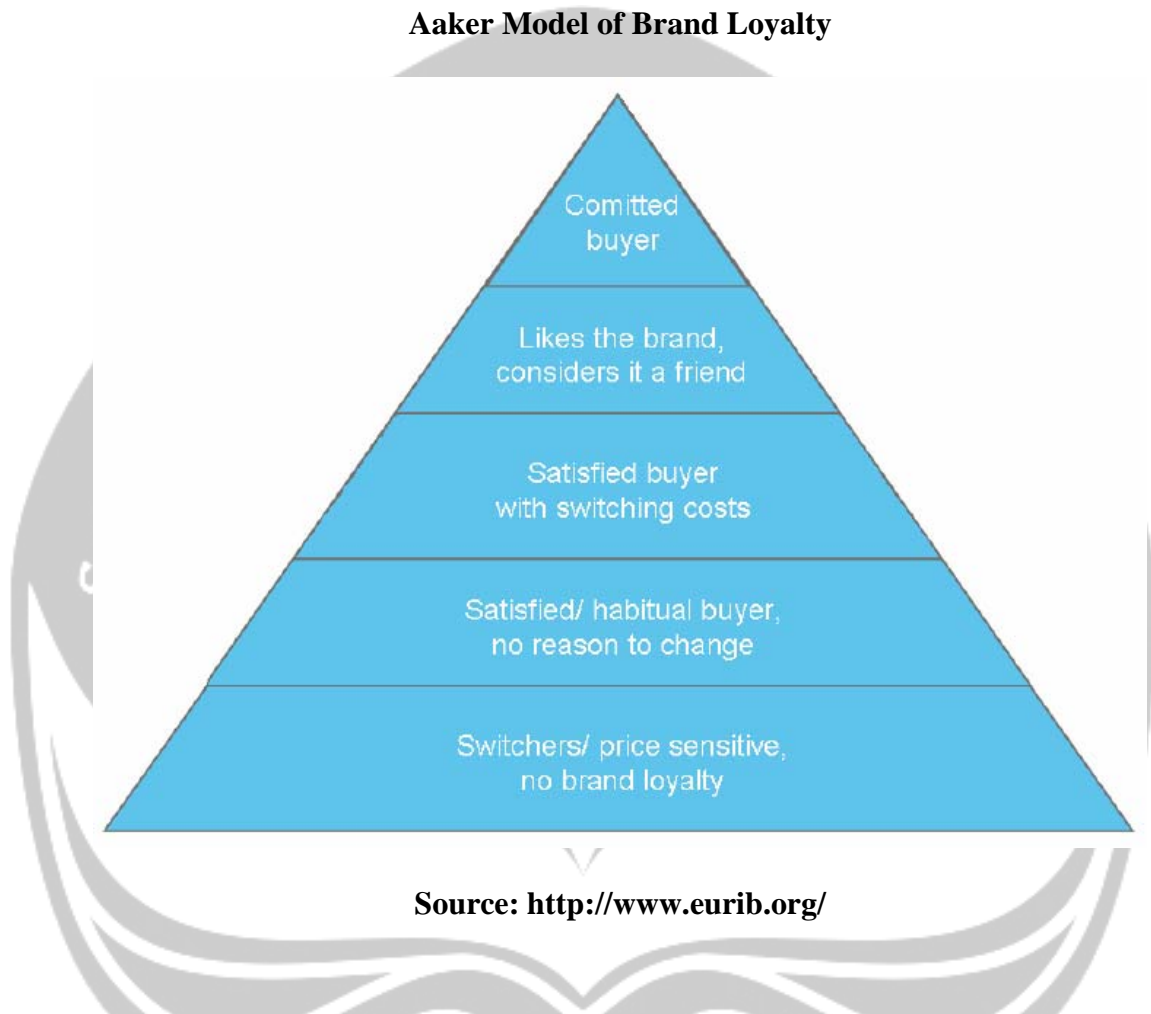 Aaker Model of Brand Loyalty
Comitted
buyer
Likes the brand,
considers it a friend
Satisfied buyer
with switching costs
Satisfied/ habitual buyer,
no reason to change
Switchers/ price sensitive,
no brand loyalty
Source: http://www.eurib.org/